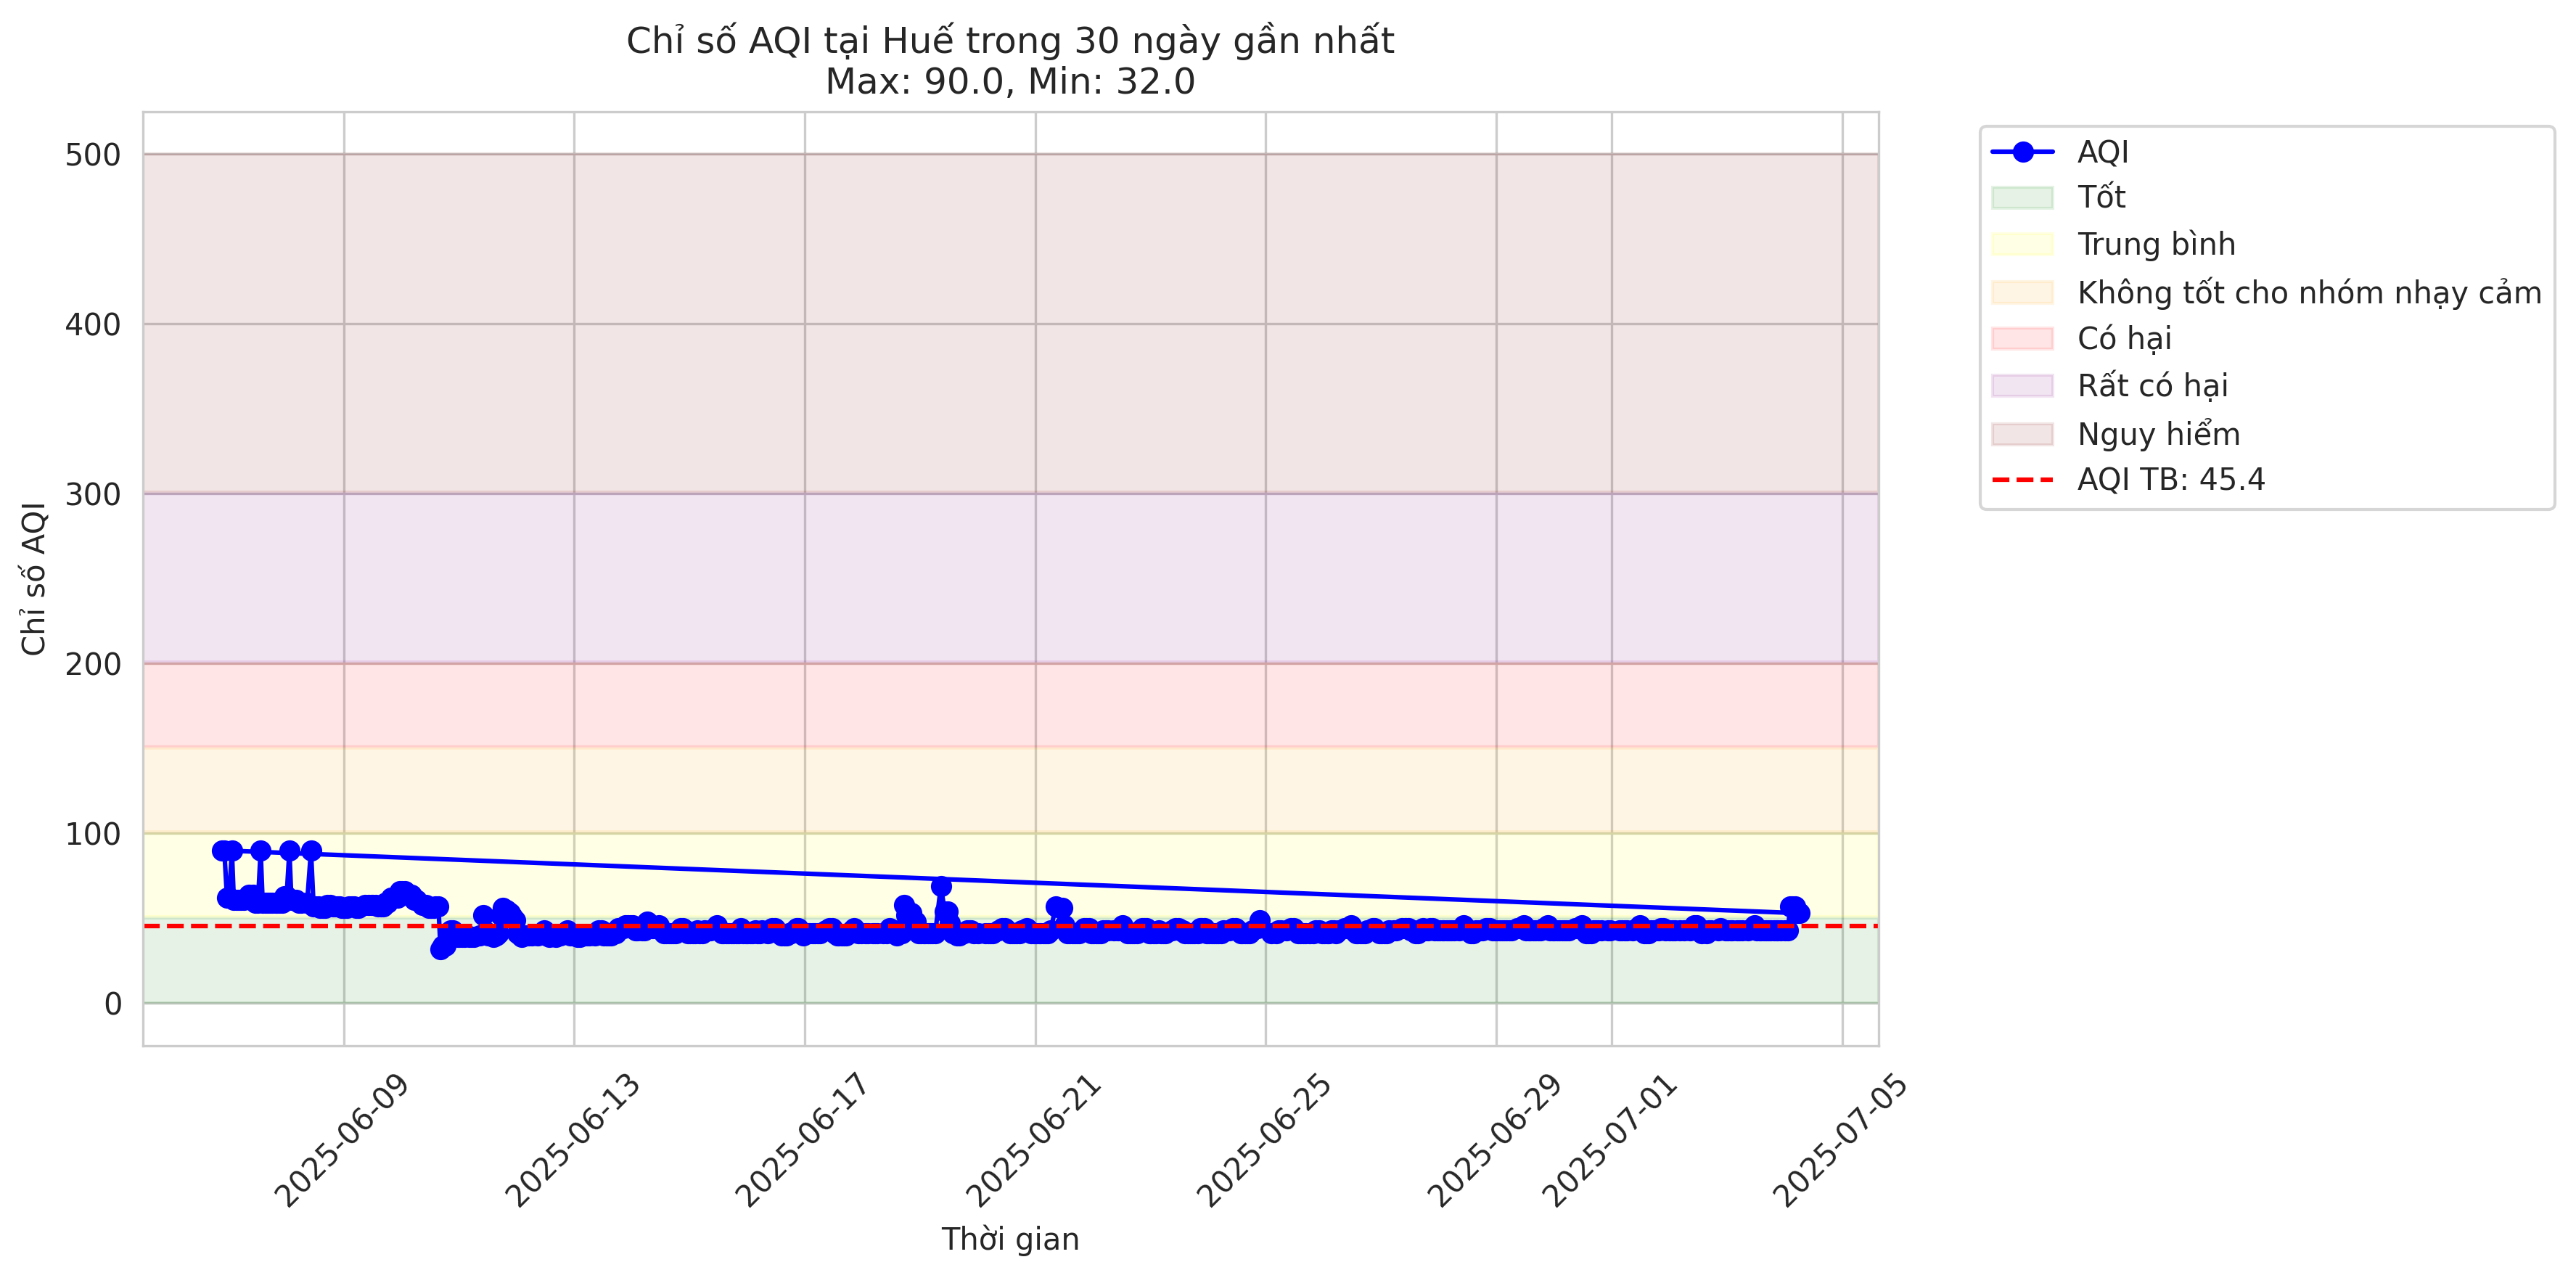 Chỉ số AQI tại Huế trong 30 ngày gần nhất
Max: 90.0, Min: 32.0
Chỉ số AQI
500
400
300
200
100
0
2025-06-09
2025-06-13
2025-06-17
2025-06-21
2025-06-25
2025-06-29
2025-07-01
2025-07-05
Thời gian
AQI
Tốt
Trung bình
Không tốt cho nhóm nhạy cảm
Có hại
Rất có hại
Nguy hiểm
AQI TB: 45.4